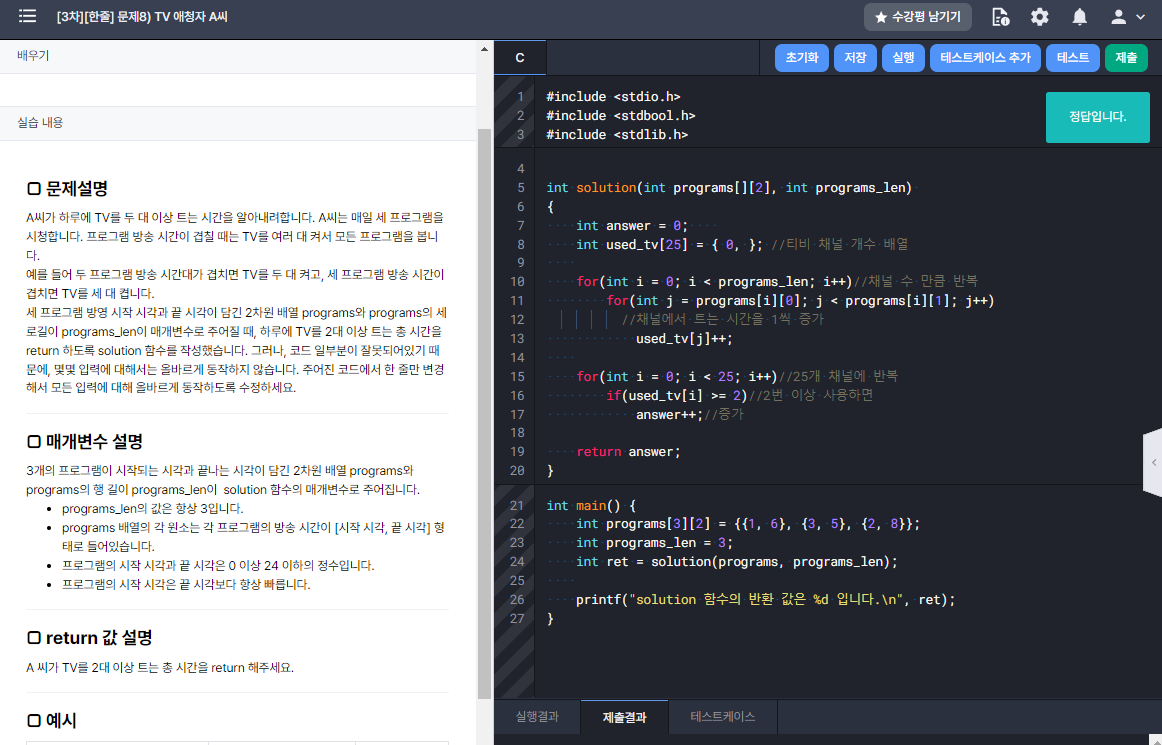 [3차][한줄] 문제8) TV 애청자 A씨
★ 수강평 남기기
배우기
실습 내용
문제설명
A씨가 하루에 TV를 두 대 이상 트는 시간을 알아내려합니다. A씨는 매일 세 프로그램을
시청합니다. 프로그램 방송 시간이 겹칠 때는 TV를 여러 대 켜서 모든 프로그램을 봅니
다.
예를 들어 두 프로그램 방송 시간대가 겹치면 TV를 두 대 켜고, 세 프로그램 방송 시간이
겹치면 TV를 세 대 켭니다.
세 프로그램 방영 시작 시각과 끝 시각이 담긴 2차원 배열 programs와 programs의 세
로길이 programs_len이 매개변수로 주어질 때, 하루에 TV를 2대 이상 트는 총 시간을
return 하도록 solution 함수를 작성했습니다. 그러나, 코드 일부분이 잘못되어있기 때
문에, 몇몇 입력에 대해서는 올바르게 동작하지 않습니다. 주어진 코드에서 한 줄만 변경
해서 모든 입력에 대해 올바르게 동작하도록 수정하세요.
매개변수 설명
3개의 프로그램이 시작되는 시각과 끝나는 시각이 담긴 2차원 배열 programs와
programs의 행 길이 programs_len이 solution 함수의 매개변수로 주어집니다.
• programs_len의 값은 항상 3입니다.
• programs 배열의 각 원소는 각 프로그램의 방송 시간이 [시작 시각, 끝 시각] 형
태로 들어있습니다.
• 프로그램의 시작 시각과 끝 시각은 0 이상 24 이하의 정수입니다.
• 프로그램의 시작 시각은 끝 시각보다 항상 빠릅니다.
return 값 설명
A 씨가 TV를 2대 이상 트는 총 시간을 return 해주세요.
예시
C
초기화 저장 실행 테스트케이스 추가 테스트 제출
정답입니다.
1 #include <stdio.h>
2 #include <stdbool.h>
3 #include <stdlib.h>
4
5 int solution(int programs[][2], int programs_len)
6 {
7     int answer = 0;
8     int used_tv[25] = { 0, }; //티비 채널 개수 배열
9
10     for(int i = 0; i < programs_len; i++)//채널 수 만큼 반복
11         for(int j = programs[i][0]; j < programs[i][1]; j++)
12           //채널에서 트는 시간을 1씩 증가
13             used_tv[j]++;
14
15     for(int i = 0; i < 25; i++)//25개 채널에 반복
16         if(used_tv[i] >= 2)//2번 이상 사용하면
17             answer++;//증가
18
19     return answer;
20 }
21 int main() {
22     int programs[3][2] = {{1, 6}, {3, 5}, {2, 8}};
23     int programs_len = 3;
24     int ret = solution(programs, programs_len);
25
26     printf("solution 함수의 반환 값은 %d 입니다.\n", ret);
27 }
실행결과 제출결과 테스트케이스